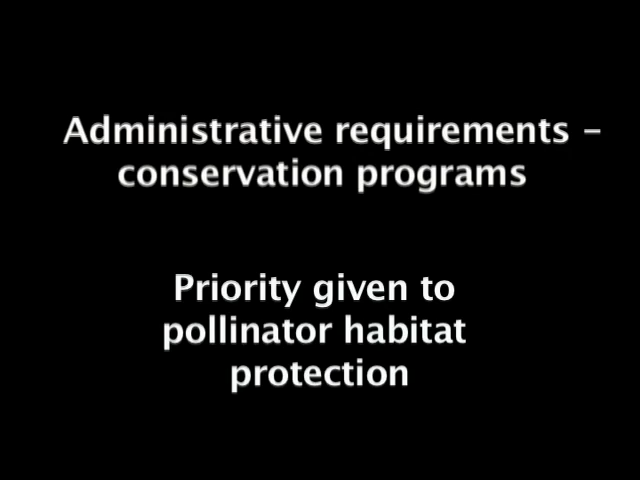 Administrative requirements –
conservation programs
Priority given to
pollinator habitat
protection